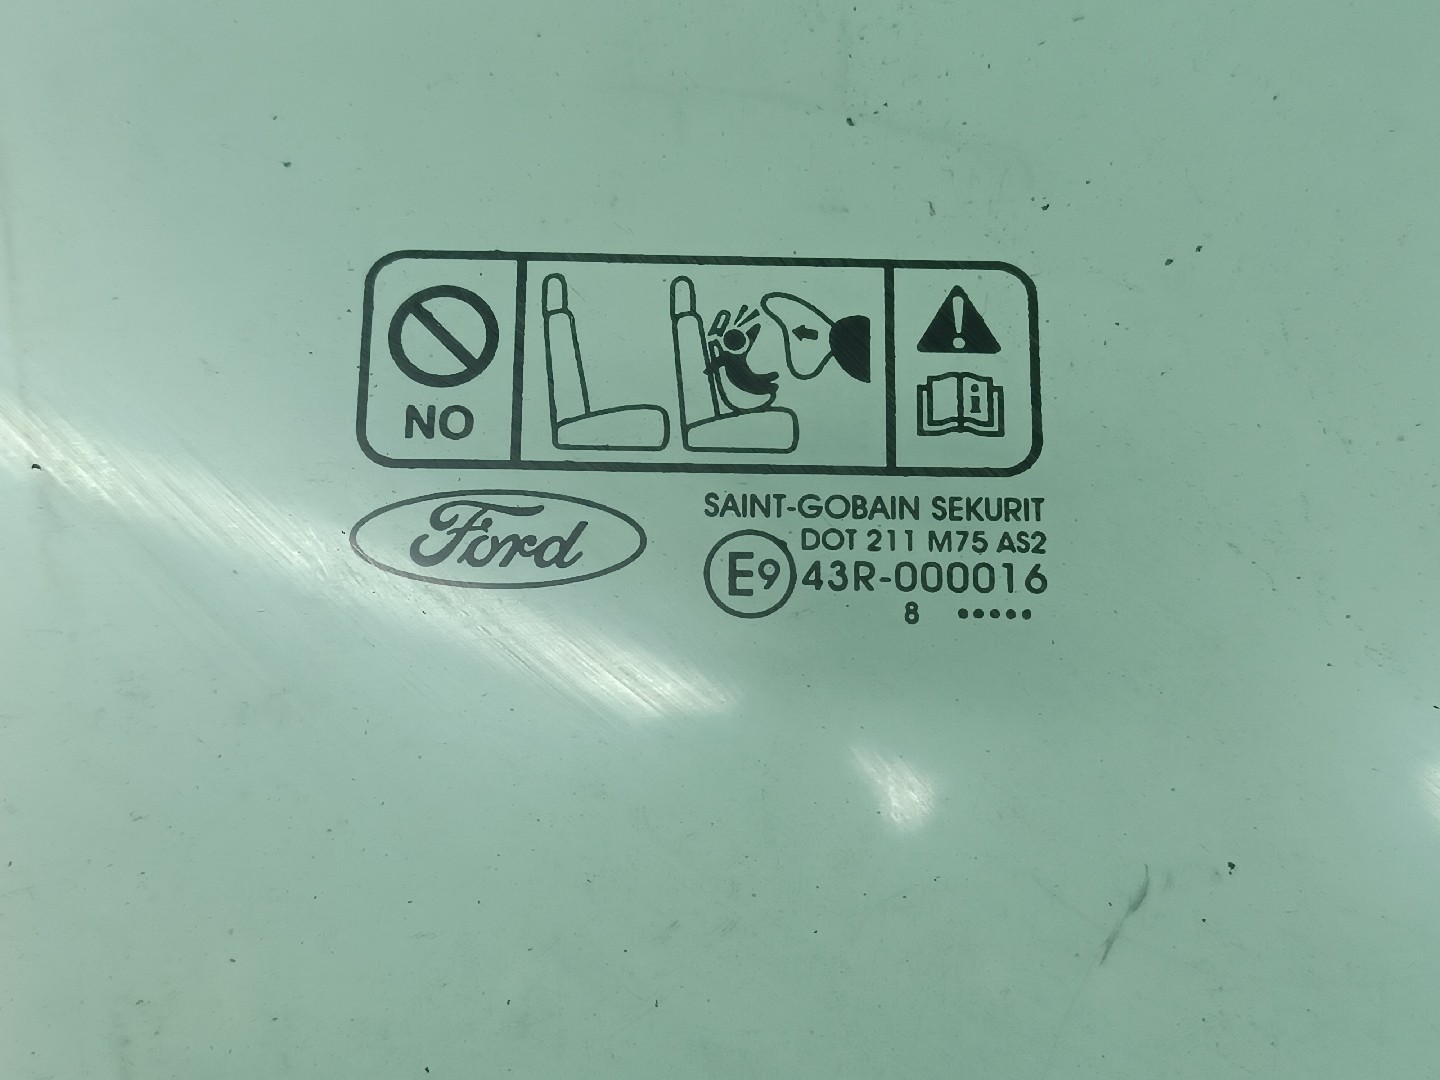 NO
i
Ford
SAINT-GOBAIN SEKURIT
DOT 211 M75 AS2
E9 43R-000016
8 •••••